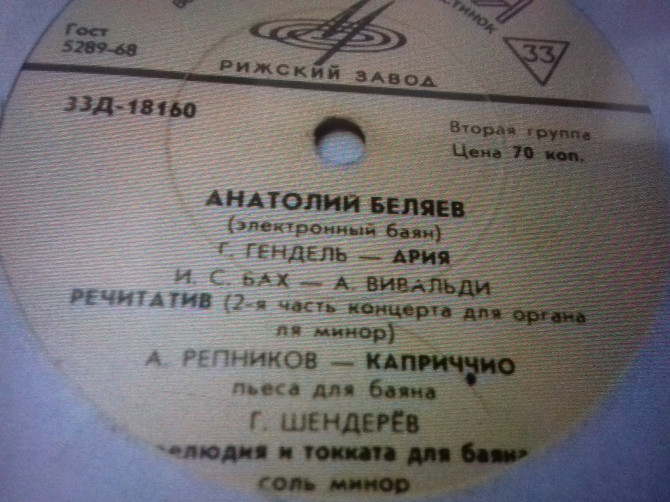 Гост
5289-68
33
РИЖСКИЙ ЗАВОД
33Д-18160
Вторая группа
Цена 70 коп.
АНАТОЛИЙ БЕЛЯЕВ
(электронный баян)
Г. ГЕНДЕЛЬ — АРИЯ
И. С. БАХ — А. ВИВАЛЬДИ
РЕЧИТАТИВ (2-я часть концерта для органа
ля минор)
А. РЕПНИКОВ — КАПРИЧЧИО
пьеса для баяна
Г. ШЕНДЕРЁВ
елюдия и токката для баяна
соль минор